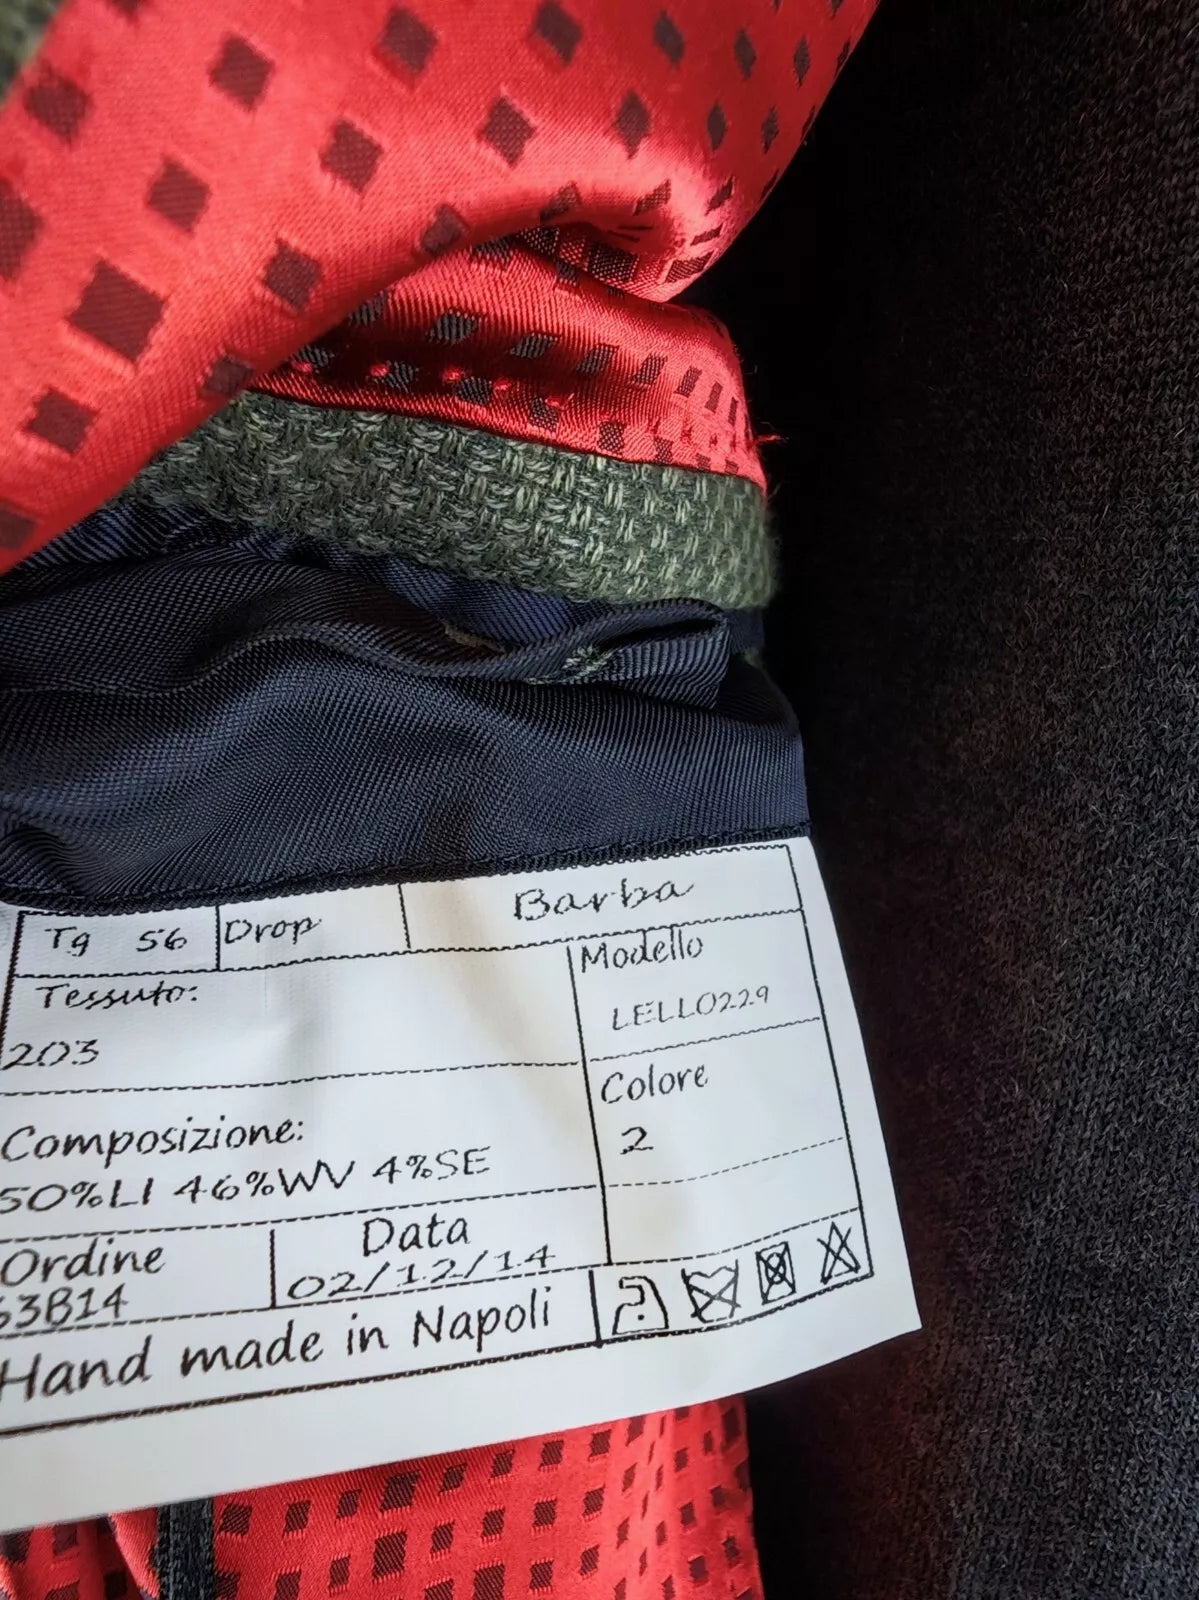 Tg 56 Drop Barba
Tessuto:
203
Modello
LELLO229
Colore
2
Composizione:
50%LI 46%WV 4%SE
Ordine
53B14
Data
02/12/14
Hand made in Napoli